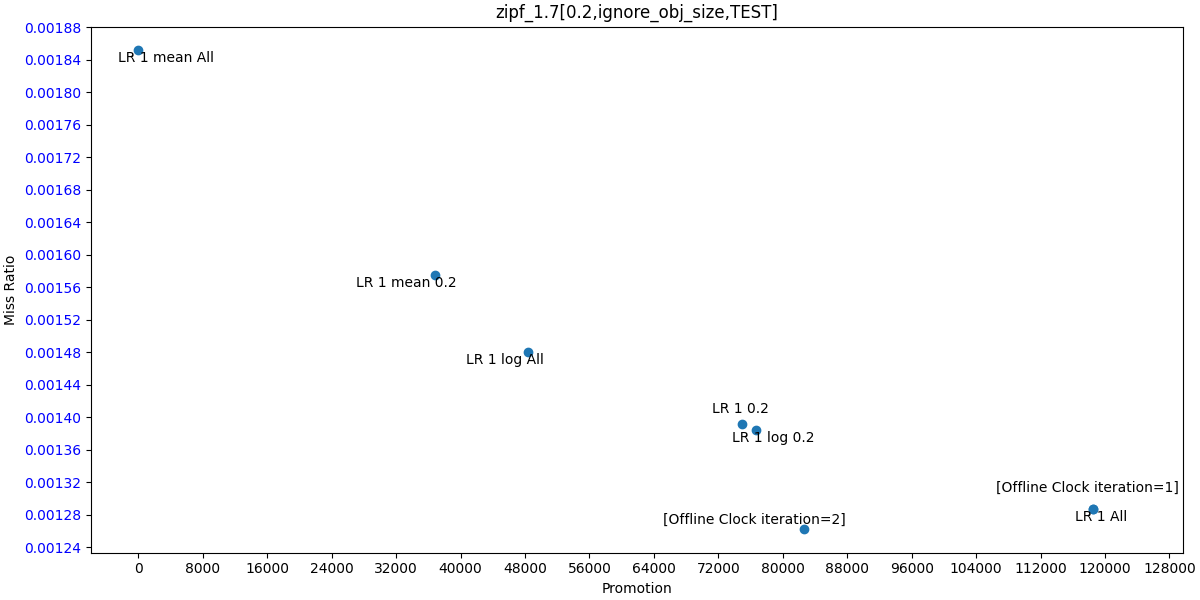 zipf_1.7[0.2,ignore_obj_size,TEST]
Miss Ratio
0.00188
0.00184
0.00180
0.00176
0.00172
0.00168
0.00164
0.00160
0.00156
0.00152
0.00148
0.00144
0.00140
0.00136
0.00132
0.00128
0.00124
LR 1 mean All
LR 1 mean 0.2
LR 1 log All
LR 1 0.2
LR 1 log 0.2
[Offline Clock iteration=1]
LR 1 All
[Offline Clock iteration=2]
0 8000 16000 24000 32000 40000 48000 56000 64000 72000 80000 88000 96000 104000 112000 120000 128000
Promotion